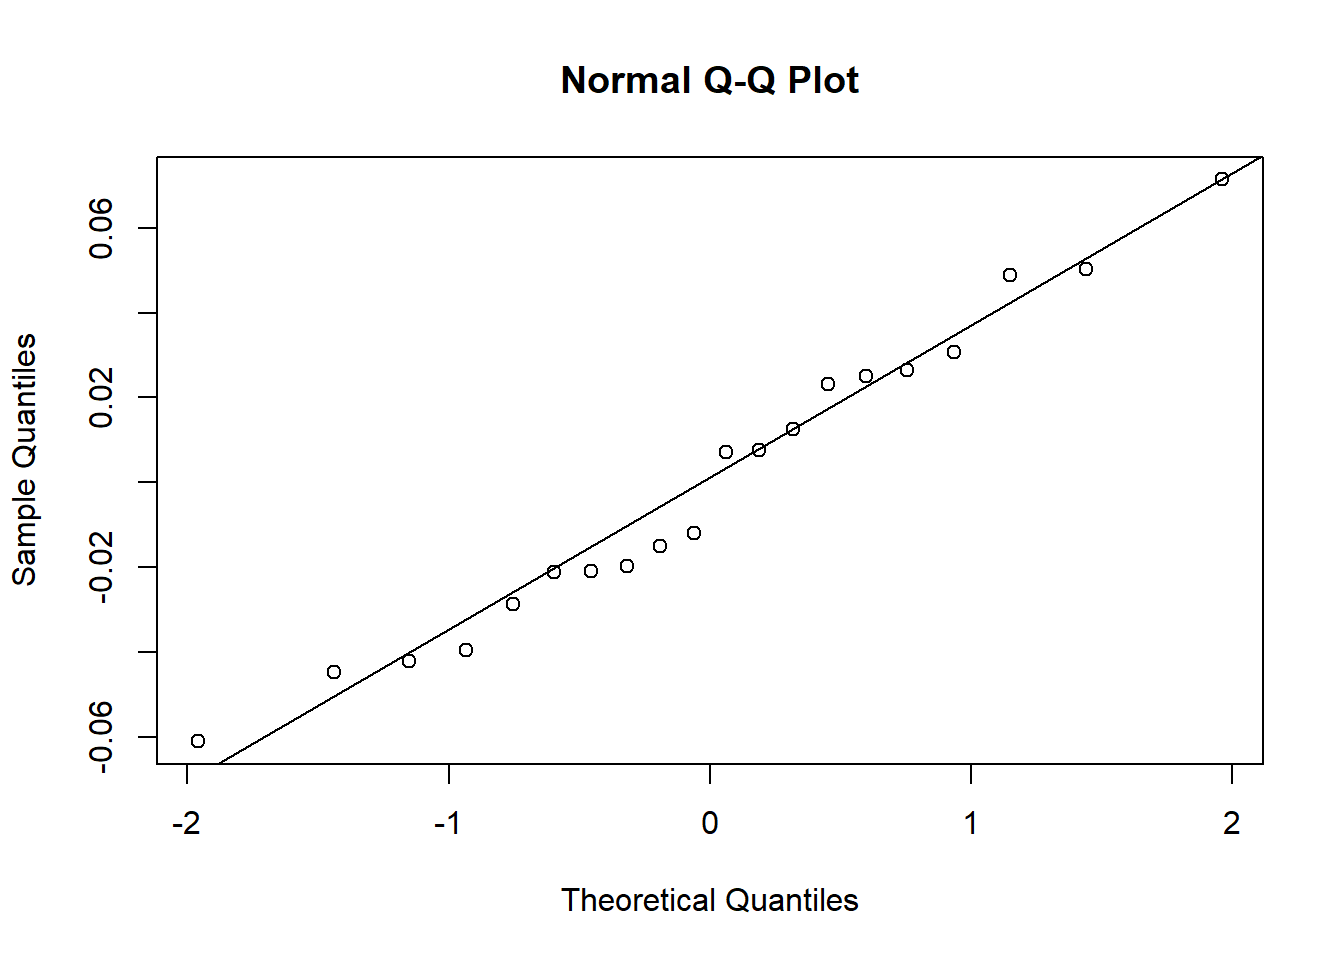 Normal Q-Q Plot
Sample Quantiles
0.06
0.02
-0.02
-0.06
-2 -1 0 1 2
Theoretical Quantiles